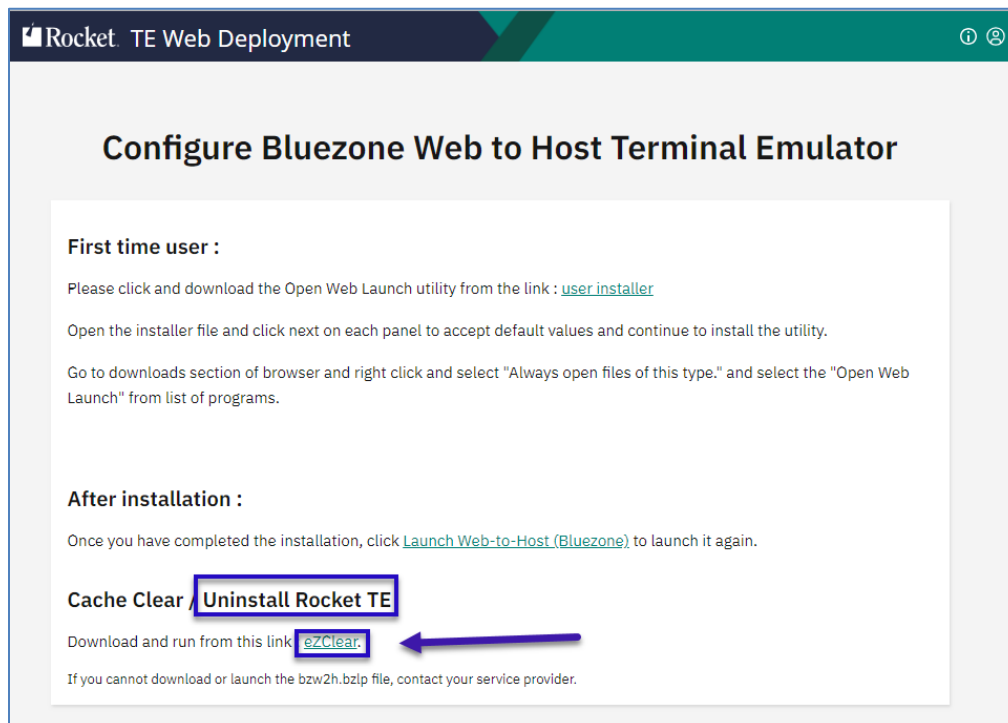 Rocket. TE Web Deployment
Configure Bluezone Web to Host Terminal Emulator
First time user :
Please click and download the Open Web Launch utility from the link : user installer
Open the installer file and click next on each panel to accept default values and continue to install the utility.
Go to downloads section of browser and right click and select "Always open files of this type." and select the "Open Web
Launch" from list of programs.
After installation :
Once you have completed the installation, click Launch Web-to-Host (Bluezone) to launch it again.
Cache Clear / Uninstall Rocket TE
Download and run from this link eZClear.
If you cannot download or launch the bzw2h.bzlp file, contact your service provider.